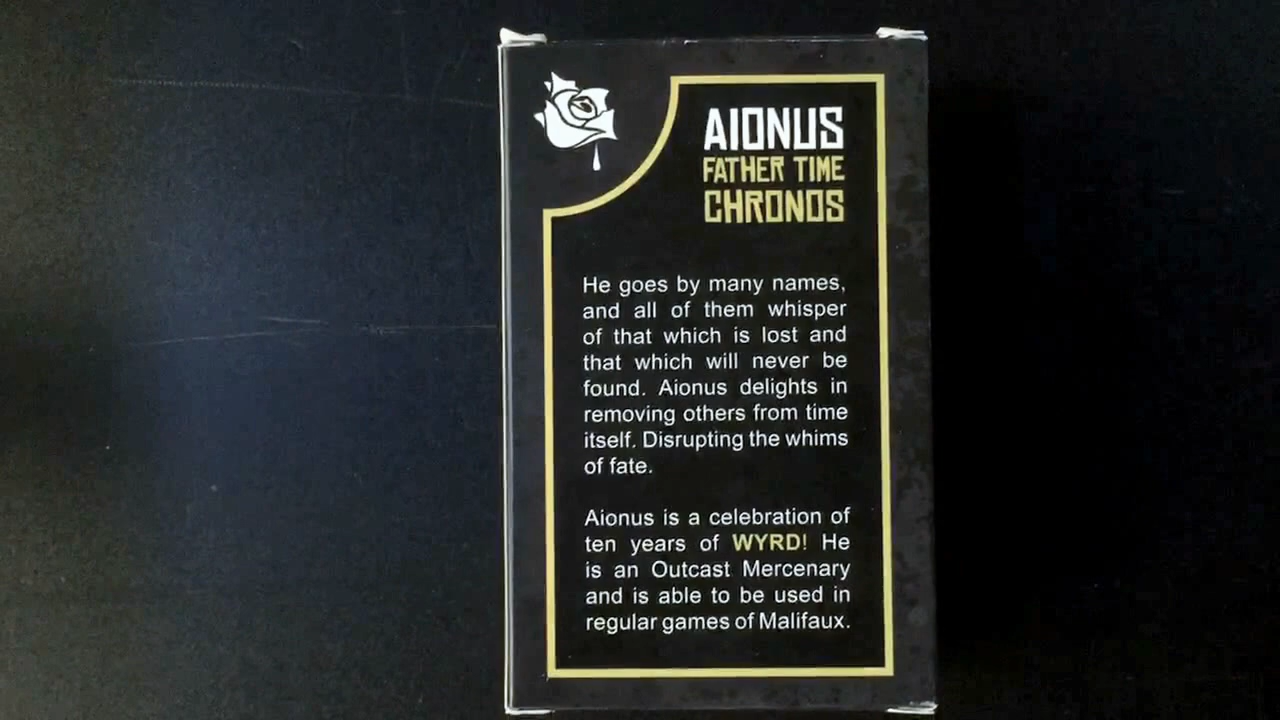 AIONUS
FATHER TIME
CHRONOS
He goes by many names,
and all of them whisper
of that which is lost and
that which will never be
found. Aionus delights in
removing others from time
itself. Disrupting the whims
of fate.
Aionus is a celebration of
ten years of WYRD! He
is an Outcast Mercenary
and is able to be used in
regular games of Malifaux.